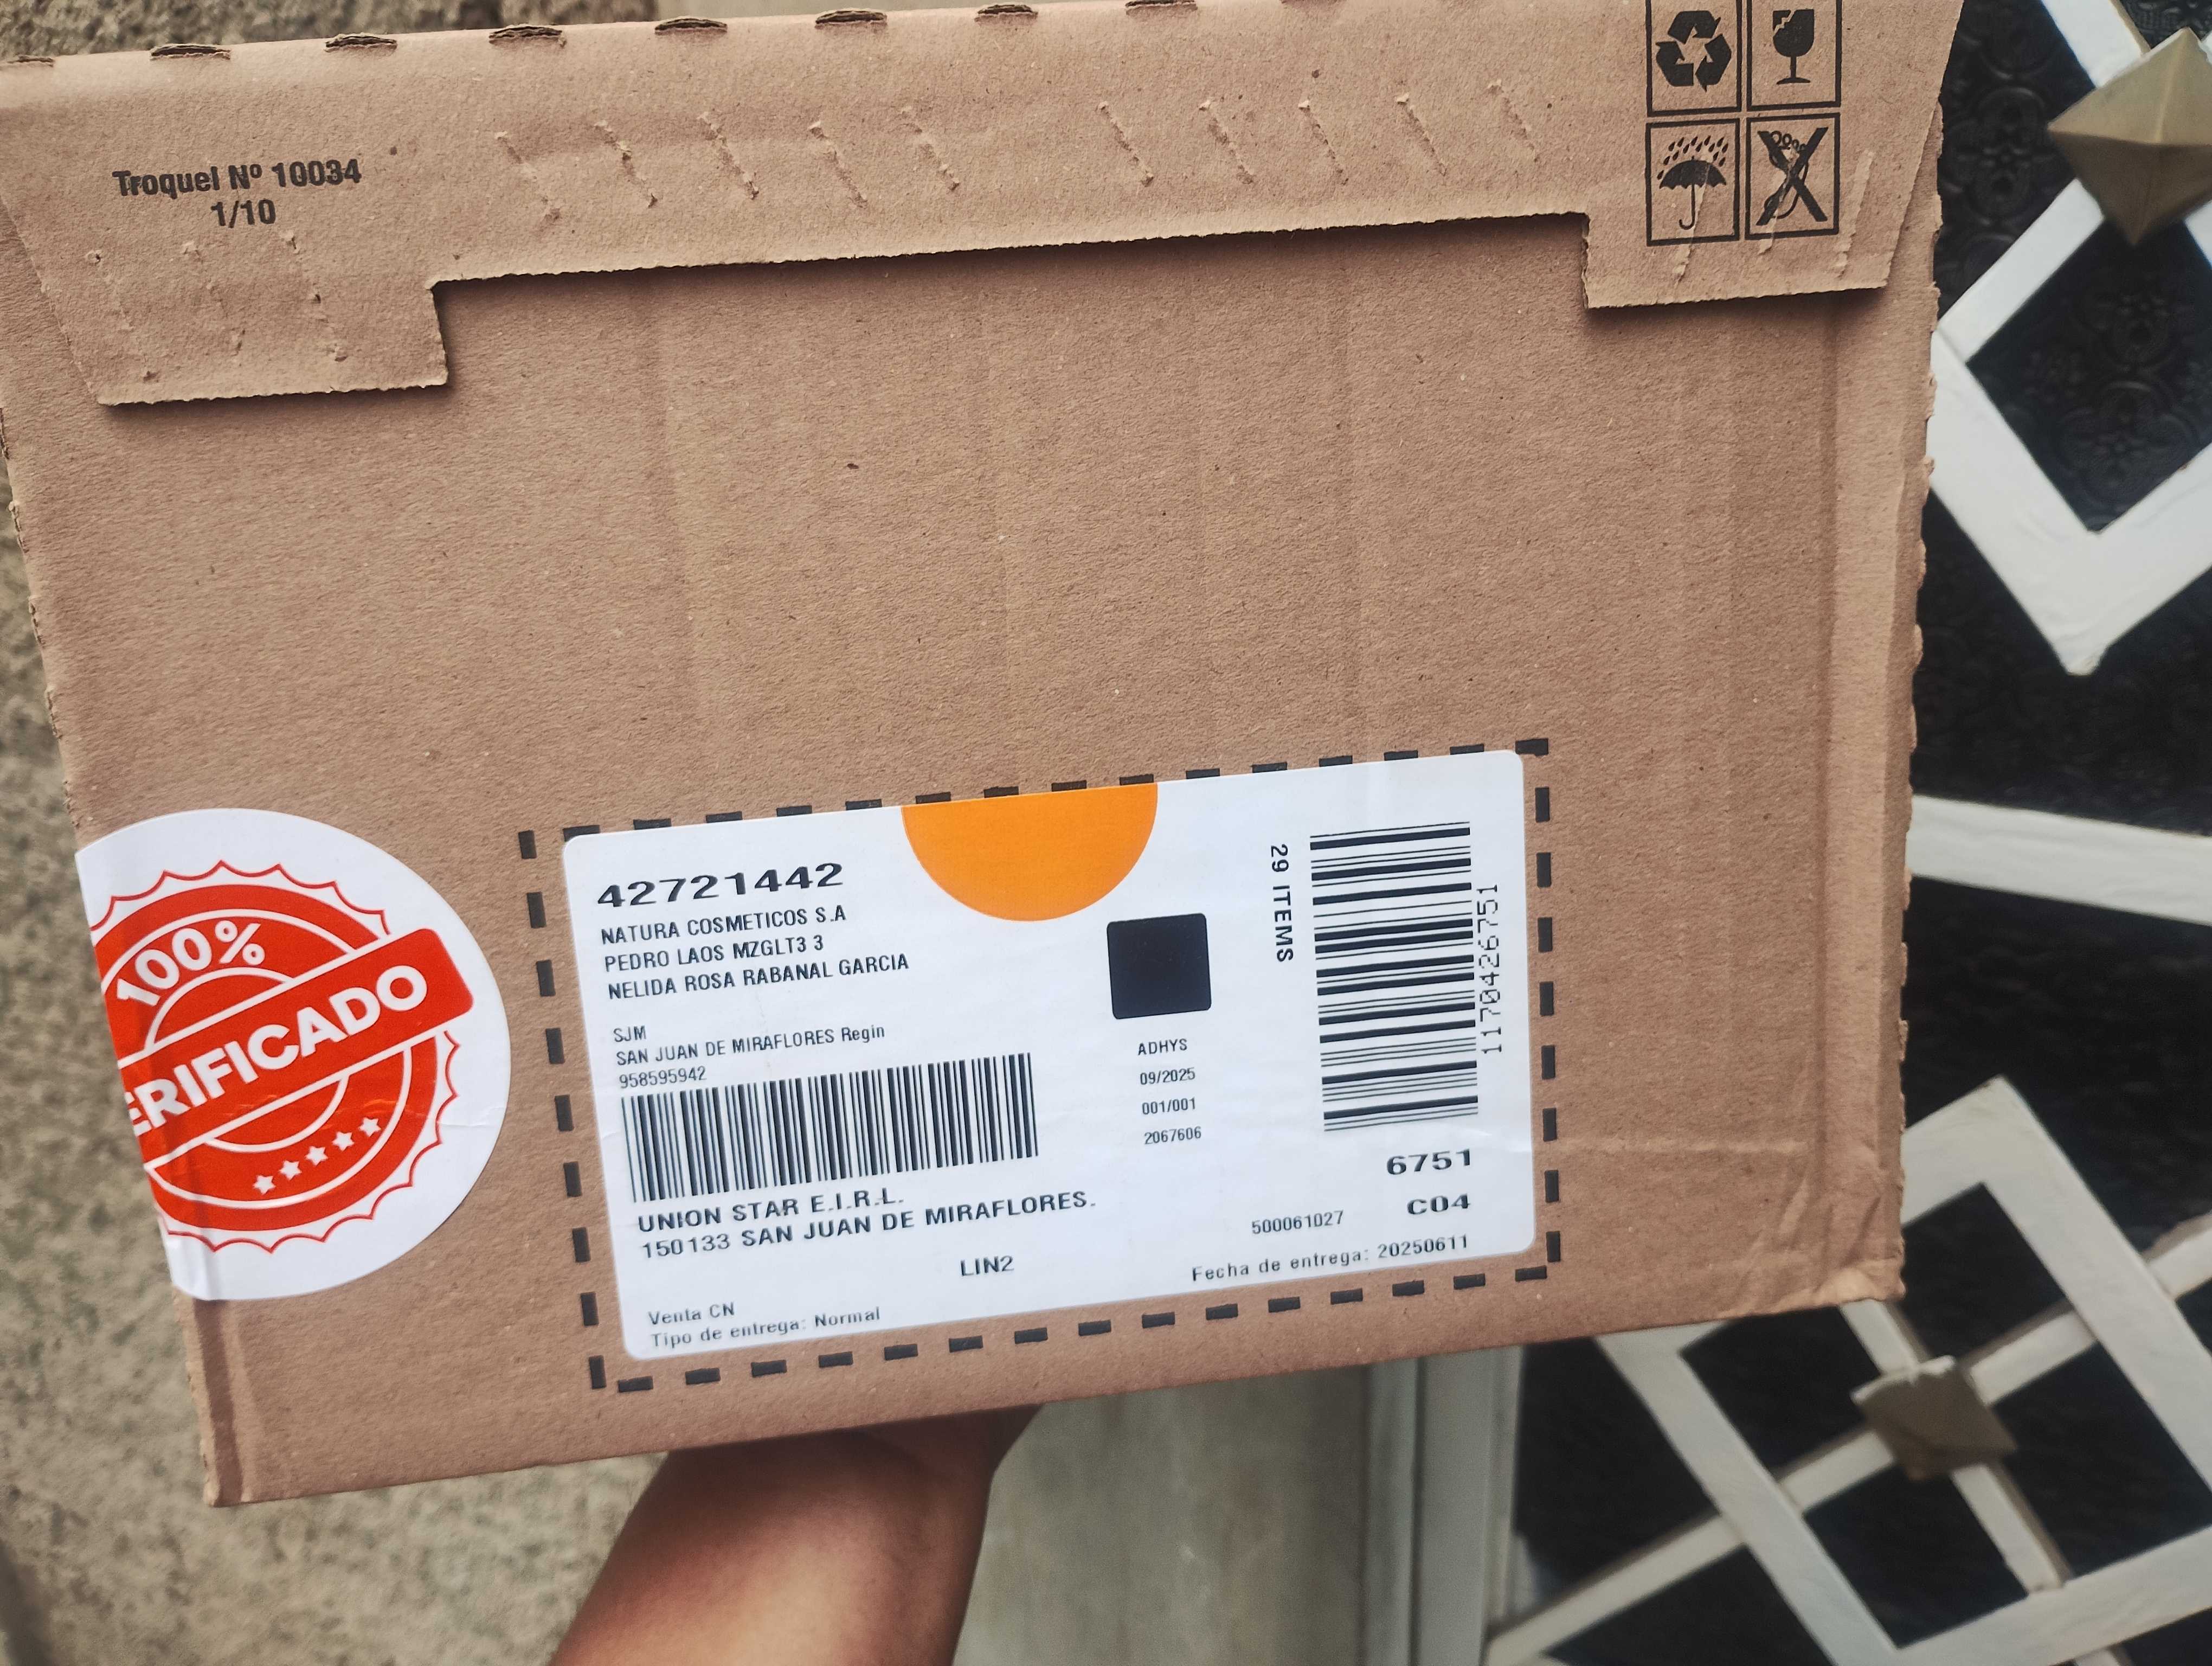 Troquel Nº 10034
1/10
100%
ERIFICADO
42721442
NATURA COSMETICOS S.A
PEDRO LAOS MZGLT3 3
NELIDA ROSA RABANAL GARCIA
SJM
SAN JUAN DE MIRAFLORES Regin
958595942
UNION STAR E.I.R.L.
150133 SAN JUAN DE MIRAFLORES.
LIN2
Venta CN
Tipo de entrega: Normal
ADHYS
09/2025
001/001
2067606
29 ITEMS
1170426751
6751
C04
500061027
Fecha de entrega: 20250611